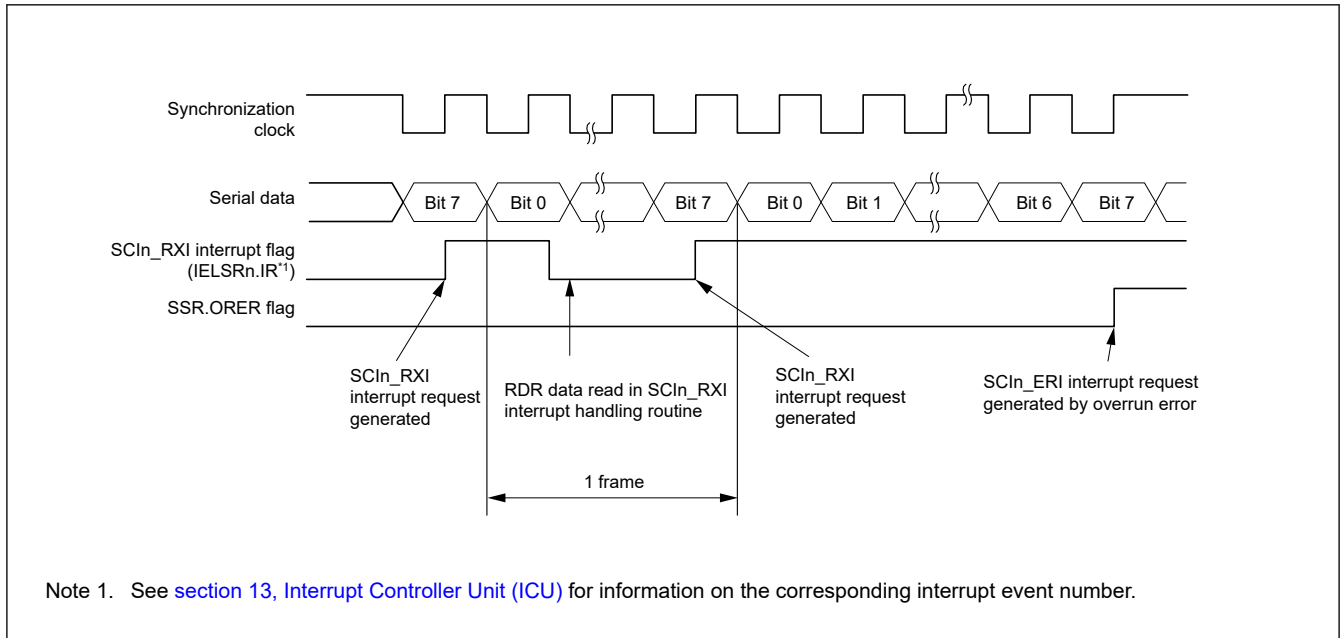 Synchronization
clock
Serial data
Bit 7
Bit 0
Bit 7
Bit 0
Bit 1
Bit 6
Bit 7
SCIn_RXI interrupt flag
(IELSRn.IR*1)
SSR.ORER flag
SCIn_RXI
interrupt request
generated
RDR data read in SCIn_RXI
interrupt handling routine
SCIn_RXI
interrupt request
generated
SCIn_ERI interrupt request
generated by overrun error
1 frame
Note 1. See section 13, Interrupt Controller Unit (ICU) for information on the corresponding interrupt event number.